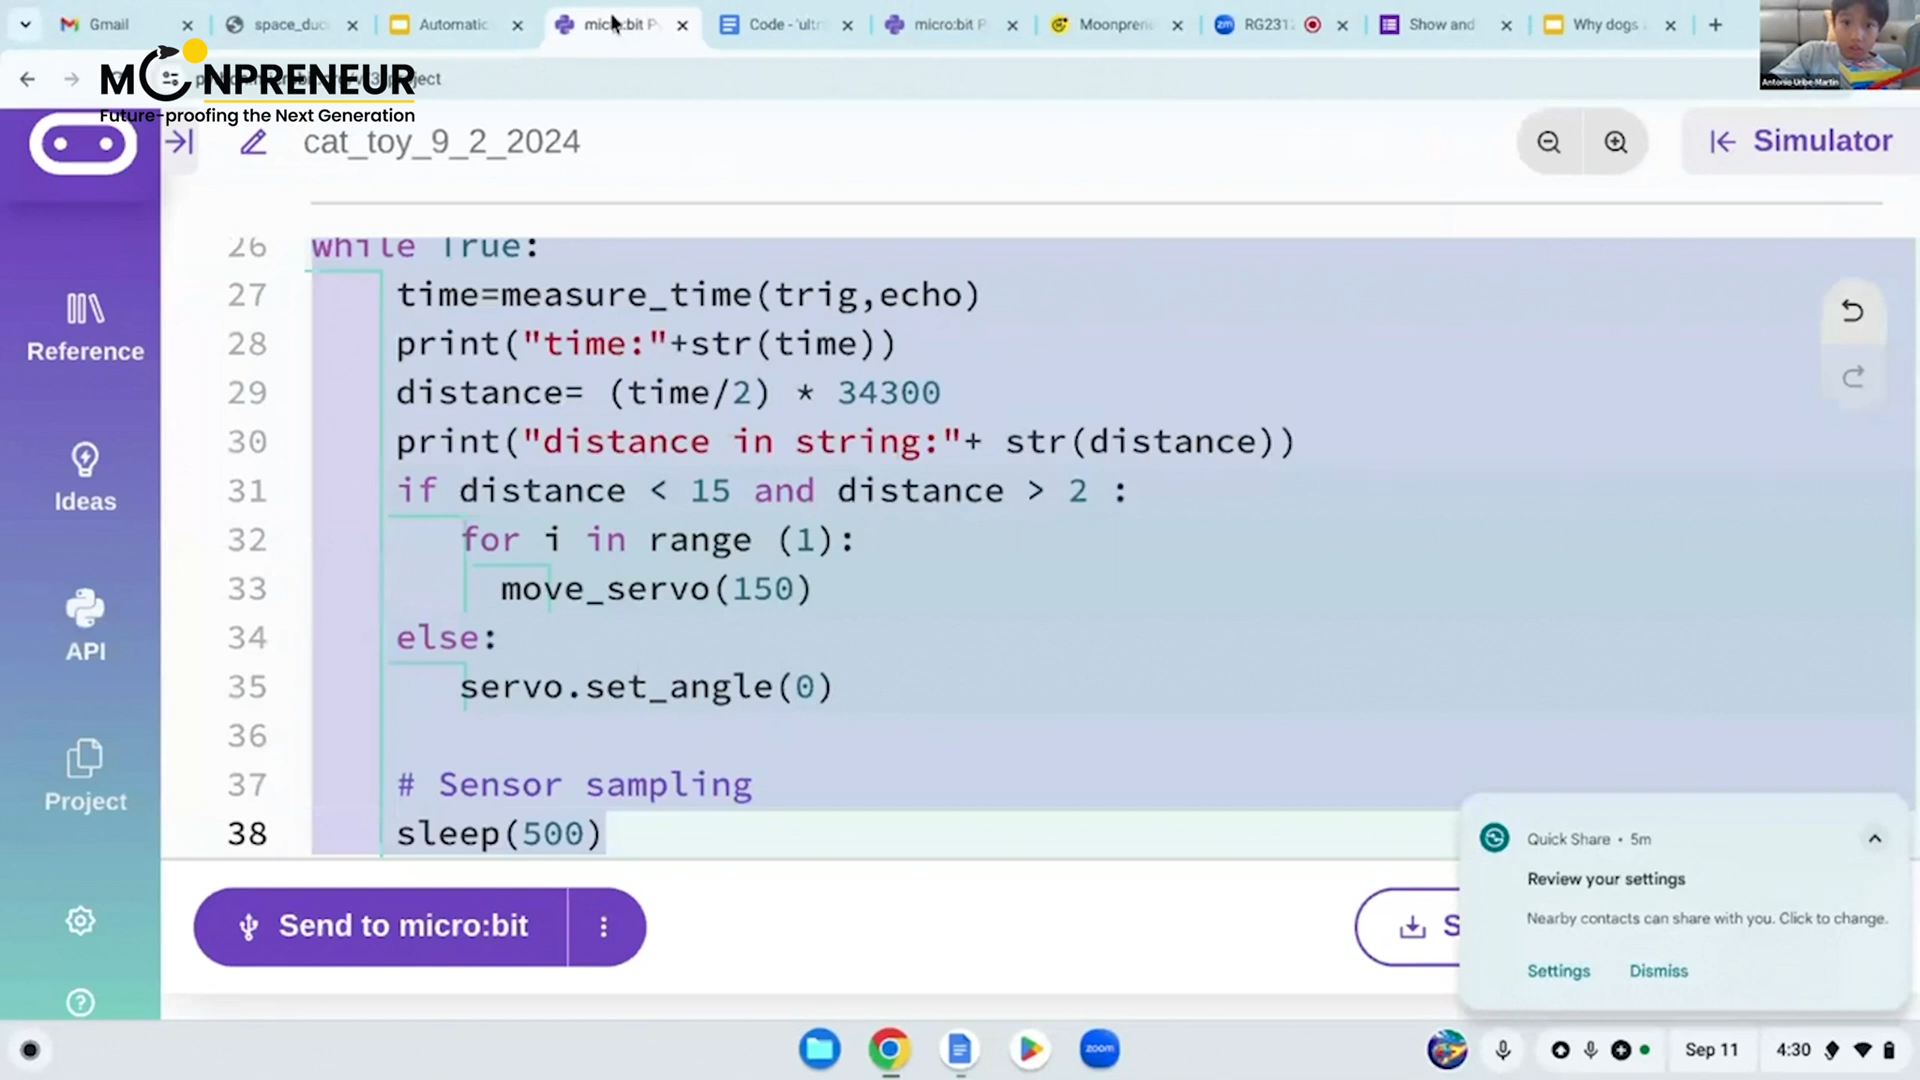 Gmail
space_duc
Automatic
micro:bit P
Code - 'ultr
micro:bit P
Moonprene
RG231
Show and
Why dogs
MOONPRENEUR
Future-proofing the Next Generation
Antonio Uribe-Martin
cat_toy_9_2_2024
Simulator
Reference
Ideas
API
Project
26 while True:
27 time=measure_time(trig,echo)
28 print("time:"+str(time))
29 distance= (time/2) * 34300
30 print("distance in string:"+ str(distance))
31 if distance < 15 and distance > 2 :
32 for i in range (1):
33 move_servo(150)
34 else:
35 servo.set_angle(0)
36
37 # Sensor sampling
38 sleep(500)
Send to micro:bit
S
Quick Share • 5m
Review your settings
Nearby contacts can share with you. Click to change.
Settings Dismiss
zoom
Sep 11
4:30